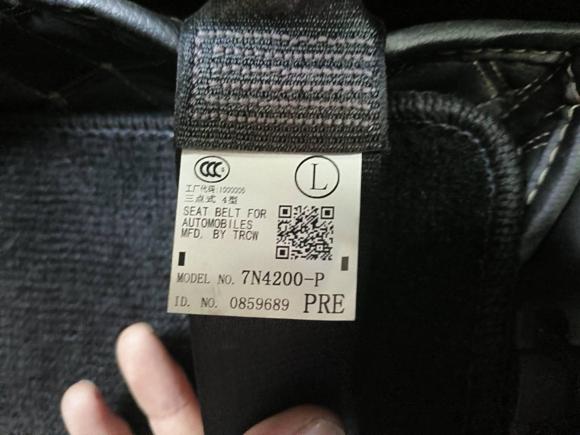 CCC S
L
工厂代码:1000006
三点式 4型
SEAT BELT FOR
AUTOMOBILES
MFD. BY TRCW
MODEL NO. 7N4200-P
ID. NO. 0859689 PRE